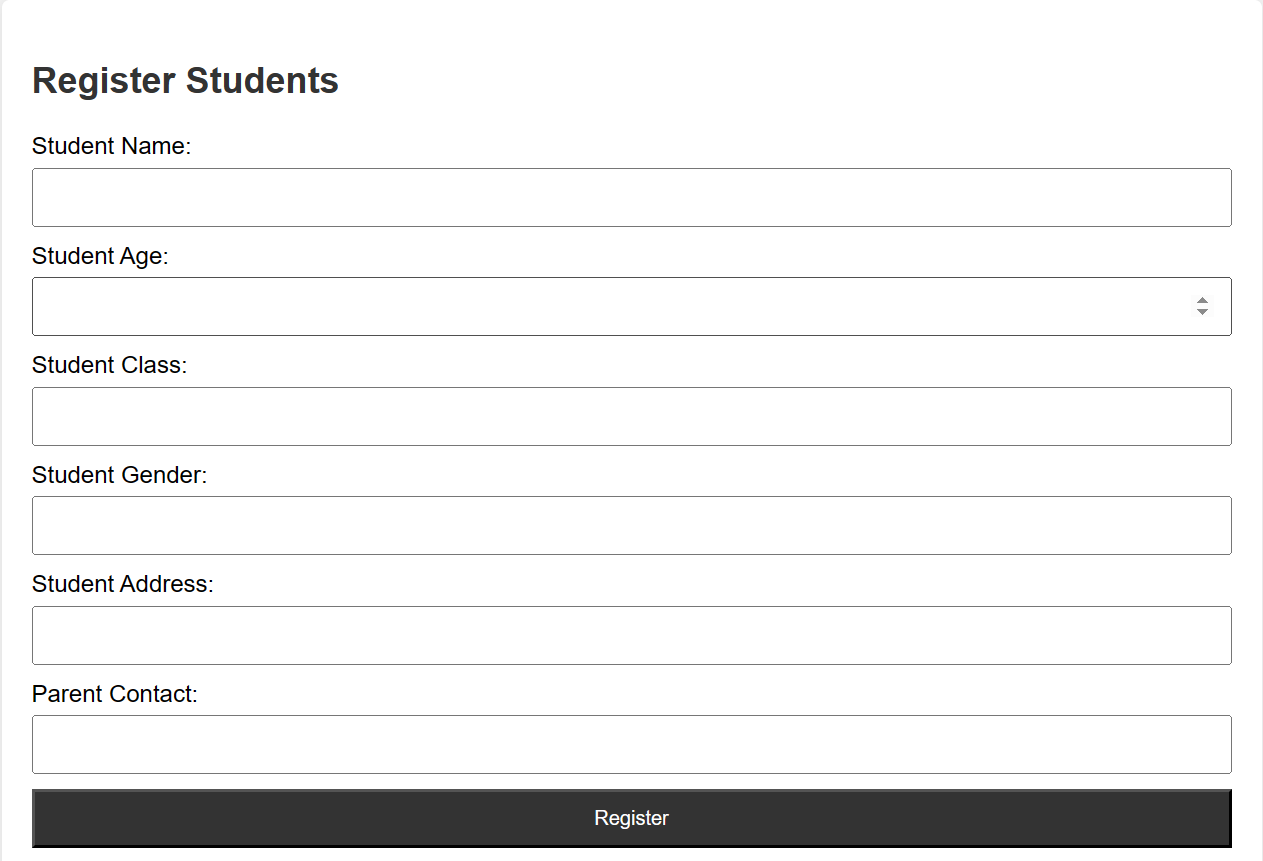 Register Students
Student Name:
Student Age:
Student Class:
Student Gender:
Student Address:
Parent Contact:
Register